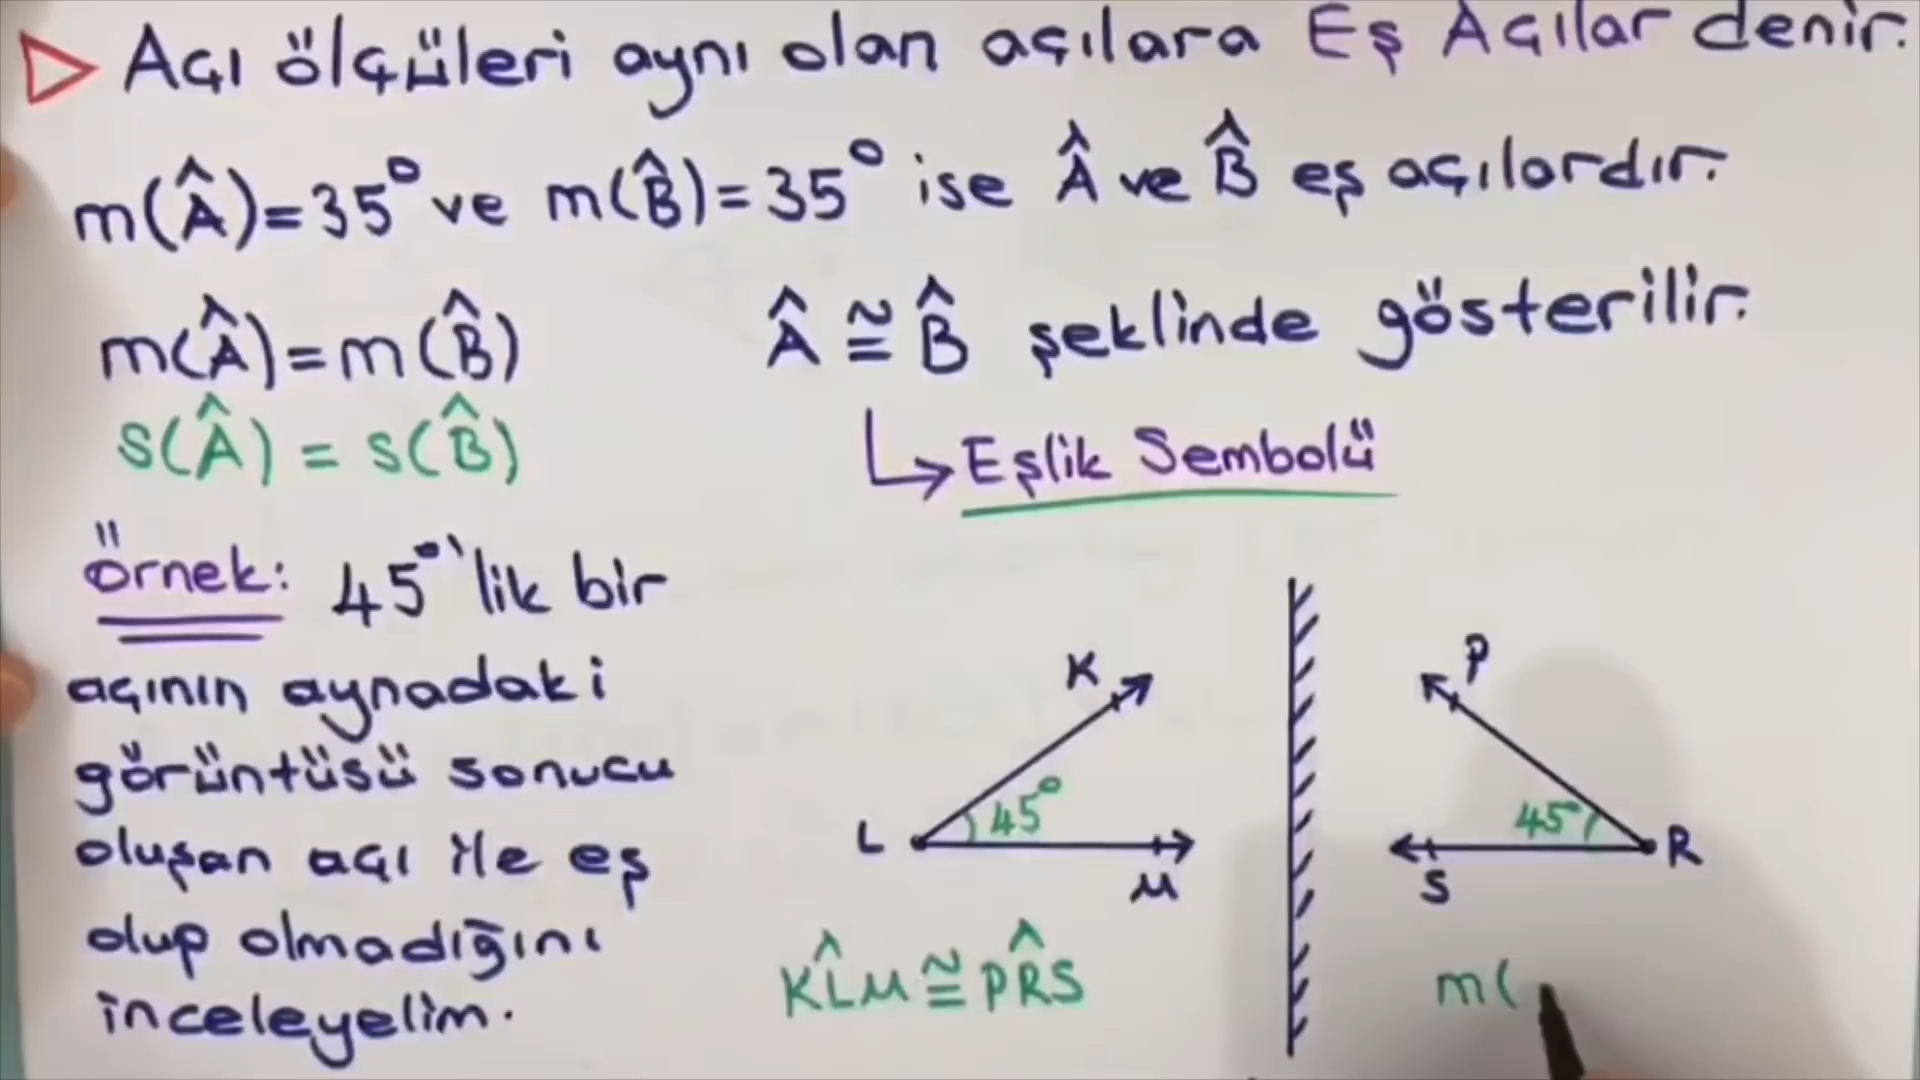 Açı ölçüleri aynı olan açılara Eş Açılar denir.
m(Â)=35° ve m(B̂)=35° ise Â ve B̂ eş açılardır.
m(Â)=m(B̂)
Â ≅ B̂ şeklinde gösterilir.
s(Â) = s(B̂)
Eşlik Sembolü
Örnek: 45°'lik bir
açının aynadaki
görüntüsü sonucu
oluşan açı ile eş
olup olmadığını
inceleyelim.
K
L
45°
M
P
45°
R
S
KL̂M ≅ PR̂S
m(